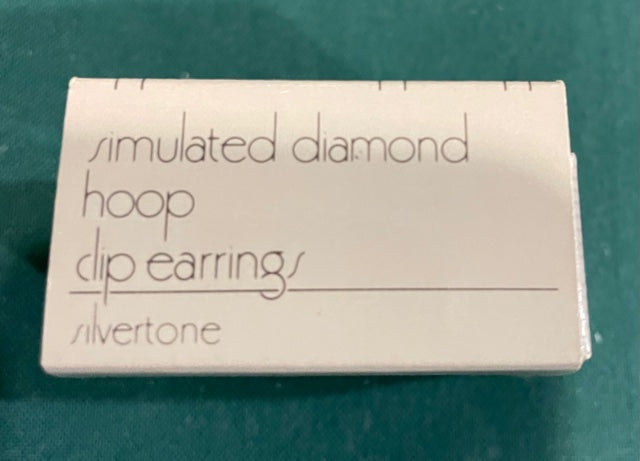 simulated diamond
hoop
clip earrings
silvertone